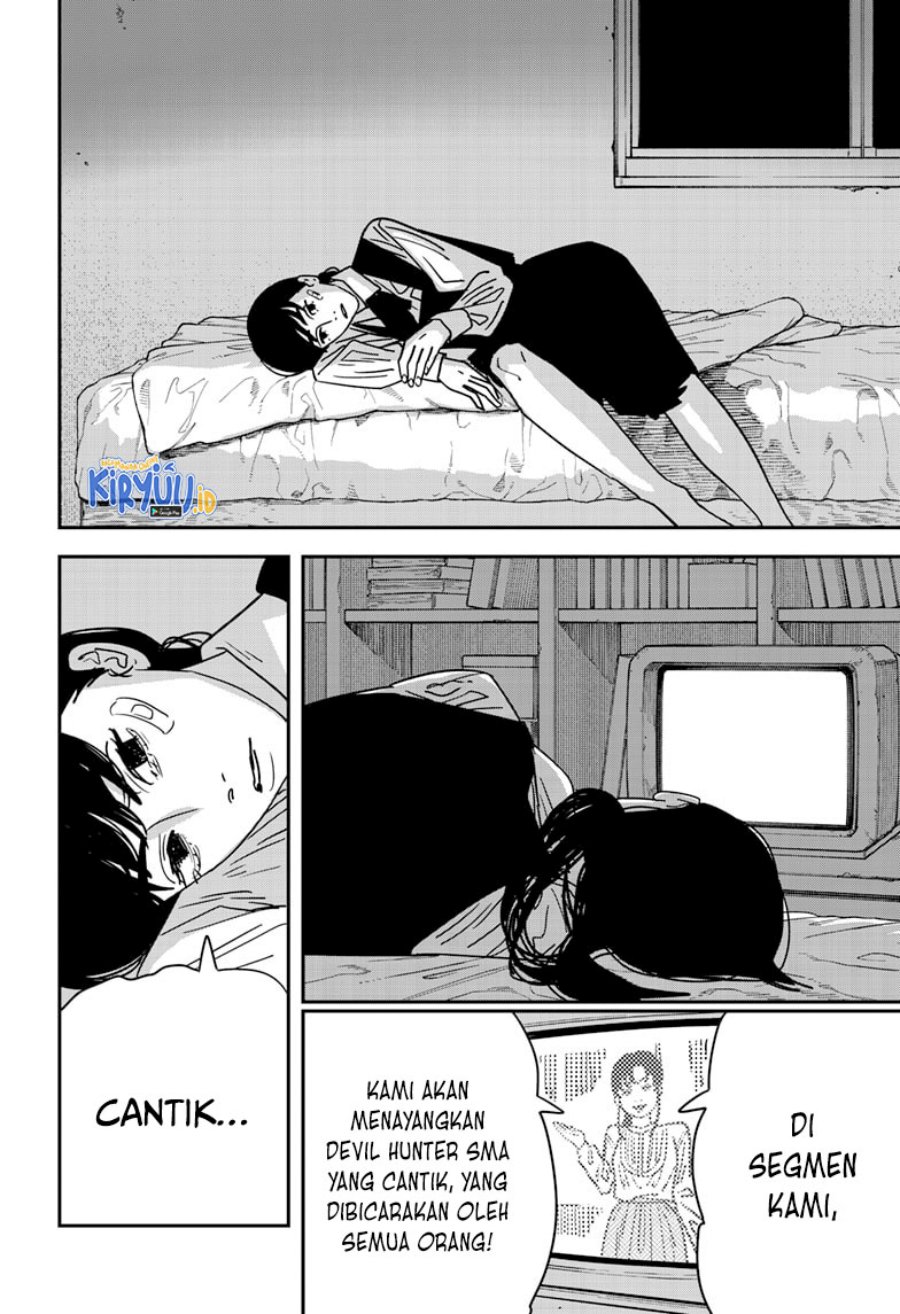 KiRYUU.iD
DI
SEGMEN
KAMI,
KAMI AKAN
MENAYANGKAN
DEVIL HUNTER SMA
YANG CANTIK, YANG
DIBICARAKAN OLEH
SEMUA ORANG!
CANTIK...